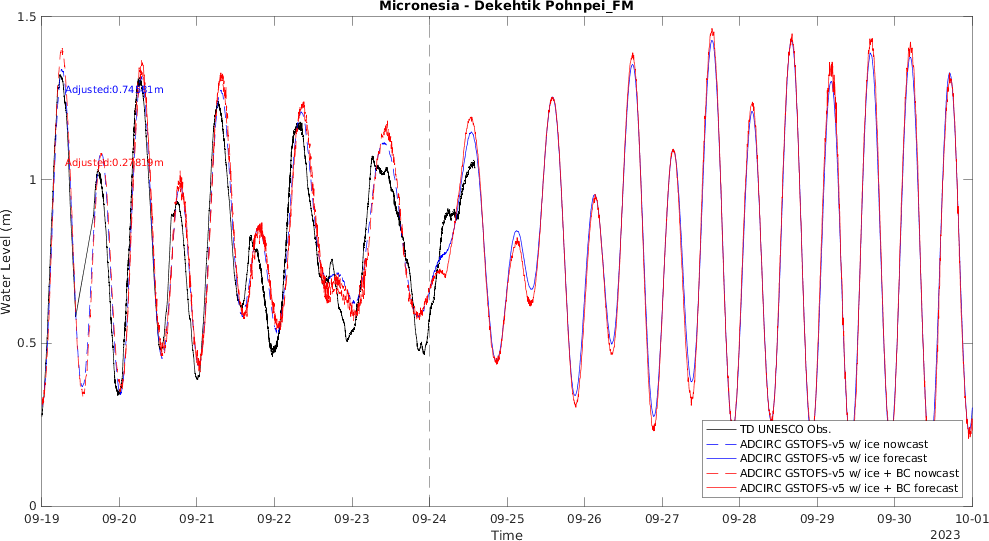 Micronesia - Dekehtik Pohnpei_FM
1.5
1
0.5
0
Water Level (m)
Adjusted:0.74581m
Adjusted:0.27819m
TD UNESCO Obs.
ADCIRC GSTOFS-v5 w/ ice nowcast
ADCIRC GSTOFS-v5 w/ ice forecast
ADCIRC GSTOFS-v5 w/ ice + BC nowcast
ADCIRC GSTOFS-v5 w/ ice + BC forecast
09-19 09-20 09-21 09-22 09-23 09-24 09-25 09-26 09-27 09-28 09-29 09-30 10-01
Time
2023